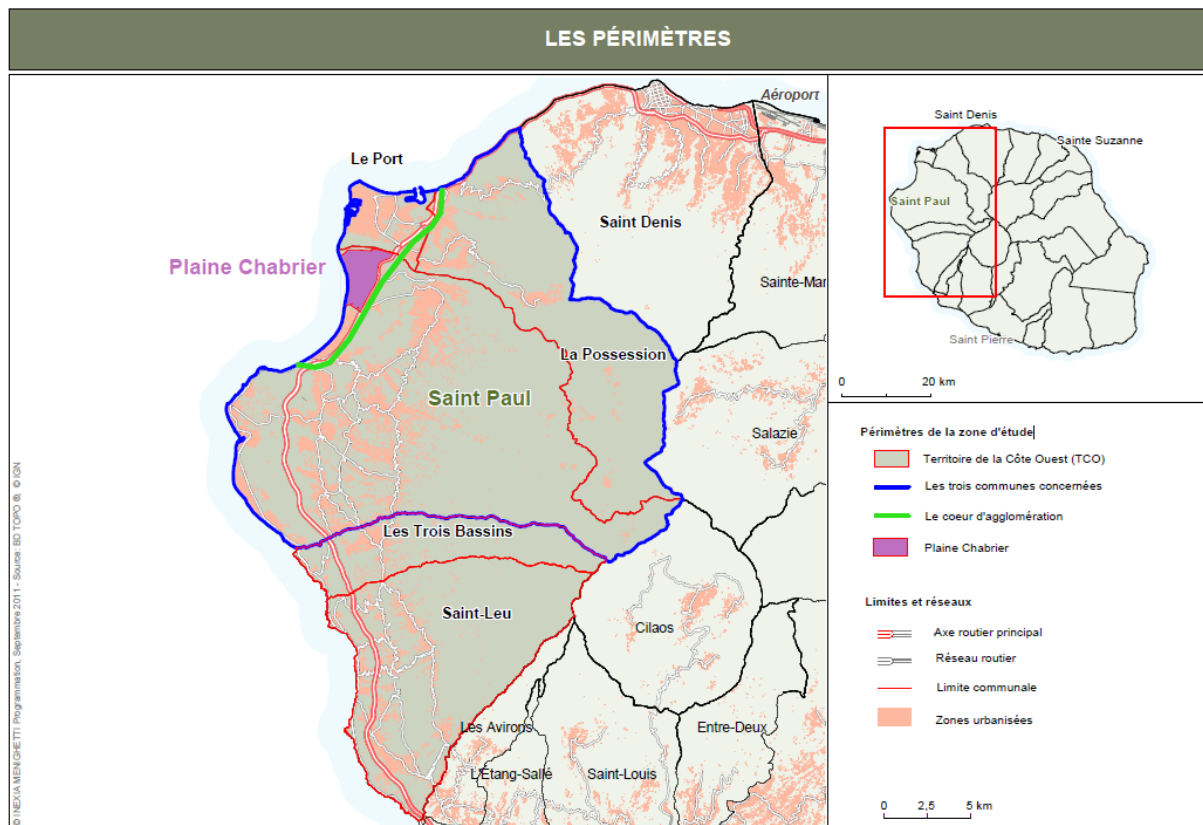 LES PÉRIMÈTRES
Aéroport
Le Port
Saint Denis
Plaine Chabrier
Sainte-Mar
La Possession
Saint Paul
Salazie
Les Trois Bassins
Saint-Leu
Cilaos
Les Avirons
Entre-Deux
L'Etang-Sallé
Saint-Louis
© INEXIA MENIGHETTI Programmation, Septembre 2011 - Source: BD TOPO ®, © IGN
Saint Denis
Sainte Suzanne
Saint Paul
Saint Pierre
0 20 km
Périmètres de la zone d'étude
Territoire de la Côte Ouest (TCO)
Les trois communes concernées
Le coeur d'agglomération
Plaine Chabrier
Limites et réseaux
Axe routier principal
Réseau routier
Limite communale
Zones urbanisées
0 2,5 5 km